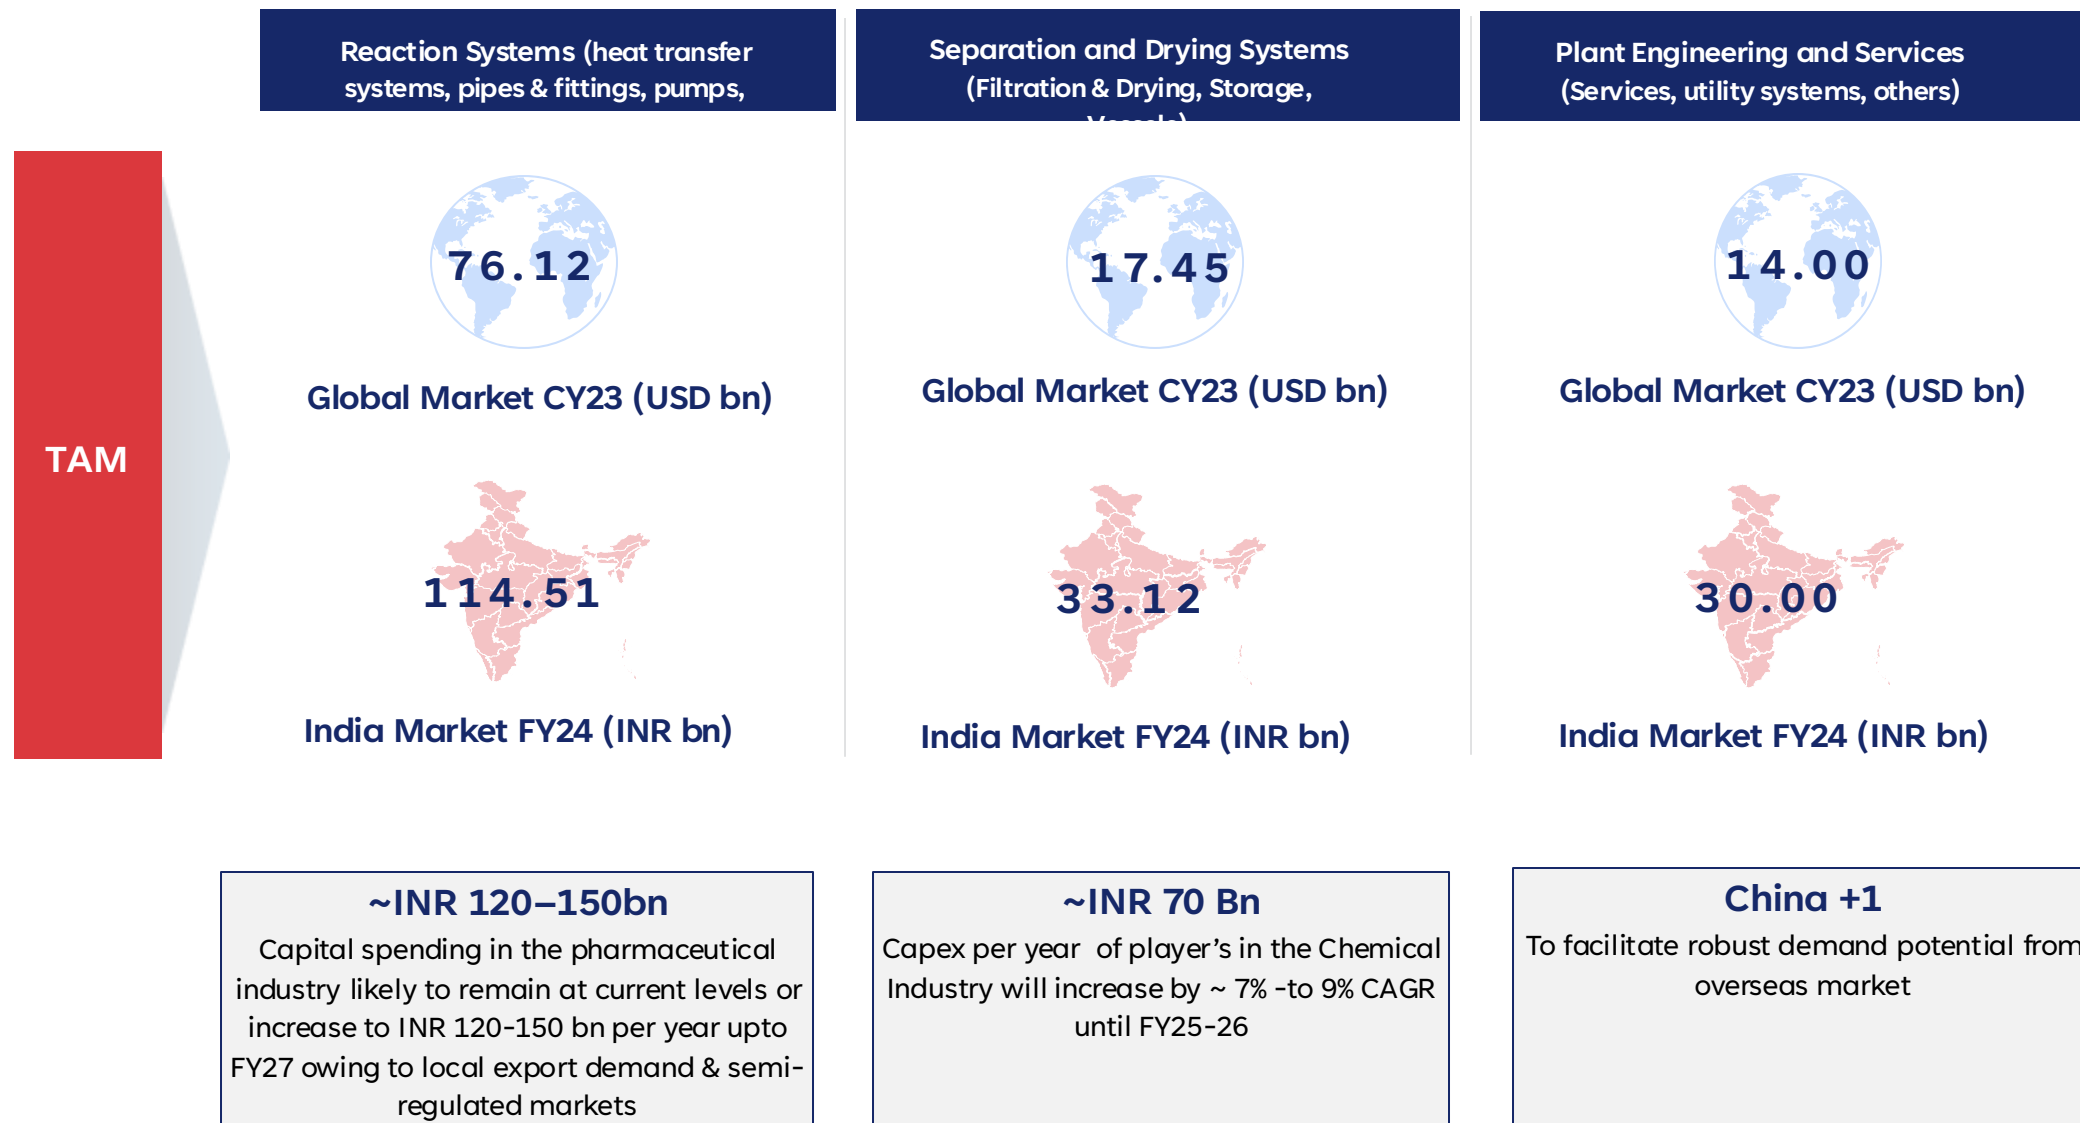 Reaction Systems (heat transfer
systems, pipes & fittings, pumps,
Separation and Drying Systems
(Filtration & Drying, Storage,
Plant Engineering and Services
(Services, utility systems, others)
TAM
76.12
Global Market CY23 (USD bn)
114.51
India Market FY24 (INR bn)
17.45
Global Market CY23 (USD bn)
33.12
India Market FY24 (INR bn)
14.00
Global Market CY23 (USD bn)
30.00
India Market FY24 (INR bn)
~INR 120–150bn
Capital spending in the pharmaceutical
industry likely to remain at current levels or
increase to INR 120-150 bn per year upto
FY27 owing to local export demand & semi-
regulated markets
~INR 70 Bn
Capex per year of player’s in the Chemical
Industry will increase by ~ 7% -to 9% CAGR
until FY25-26
China +1
To facilitate robust demand potential from
overseas market